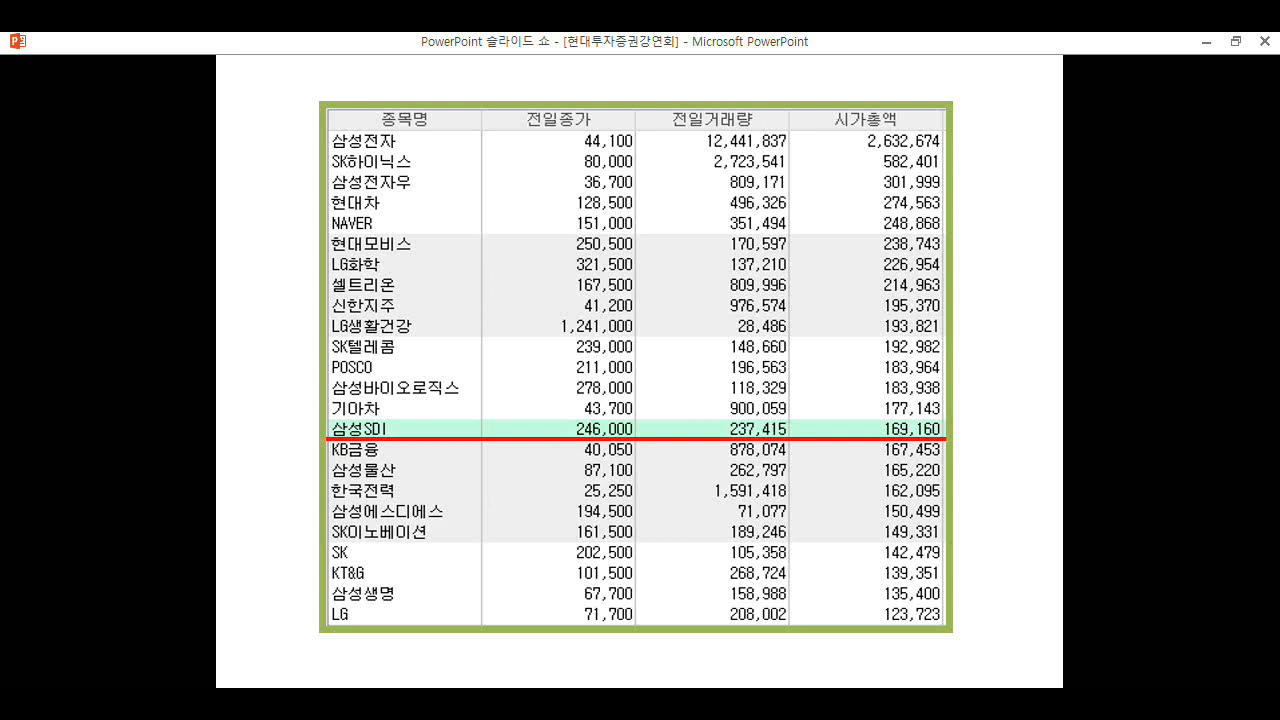 PowerPoint 슬라이드 쇼 - [현대투자증권강연회] - Microsoft PowerPoint
종목명 전일종가 전일거래량 시가총액
삼성전자 44,100 12,441,837 2,632,674
SK하이닉스 80,000 2,723,541 582,401
삼성전자우 36,700 809,171 301,999
현대차 128,500 496,326 274,563
NAVER 151,000 351,494 248,868
현대모비스 250,500 170,597 238,743
LG화학 321,500 137,210 226,954
셀트리온 167,500 809,996 214,963
신한지주 41,200 976,574 195,370
LG생활건강 1,241,000 28,486 193,821
SK텔레콤 239,000 148,660 192,982
POSCO 211,000 196,563 183,964
삼성바이오로직스 278,000 118,329 183,938
기아차 43,700 900,059 177,143
삼성SDI 246,000 237,415 169,160
KB금융 40,050 878,074 167,453
삼성물산 87,100 262,797 165,220
한국전력 25,250 1,591,418 162,095
삼성에스디에스 194,500 71,077 150,499
SK이노베이션 161,500 189,246 149,331
SK 202,500 105,358 142,479
KT&G 101,500 268,724 139,351
삼성생명 67,700 158,988 135,400
LG 71,700 208,002 123,723